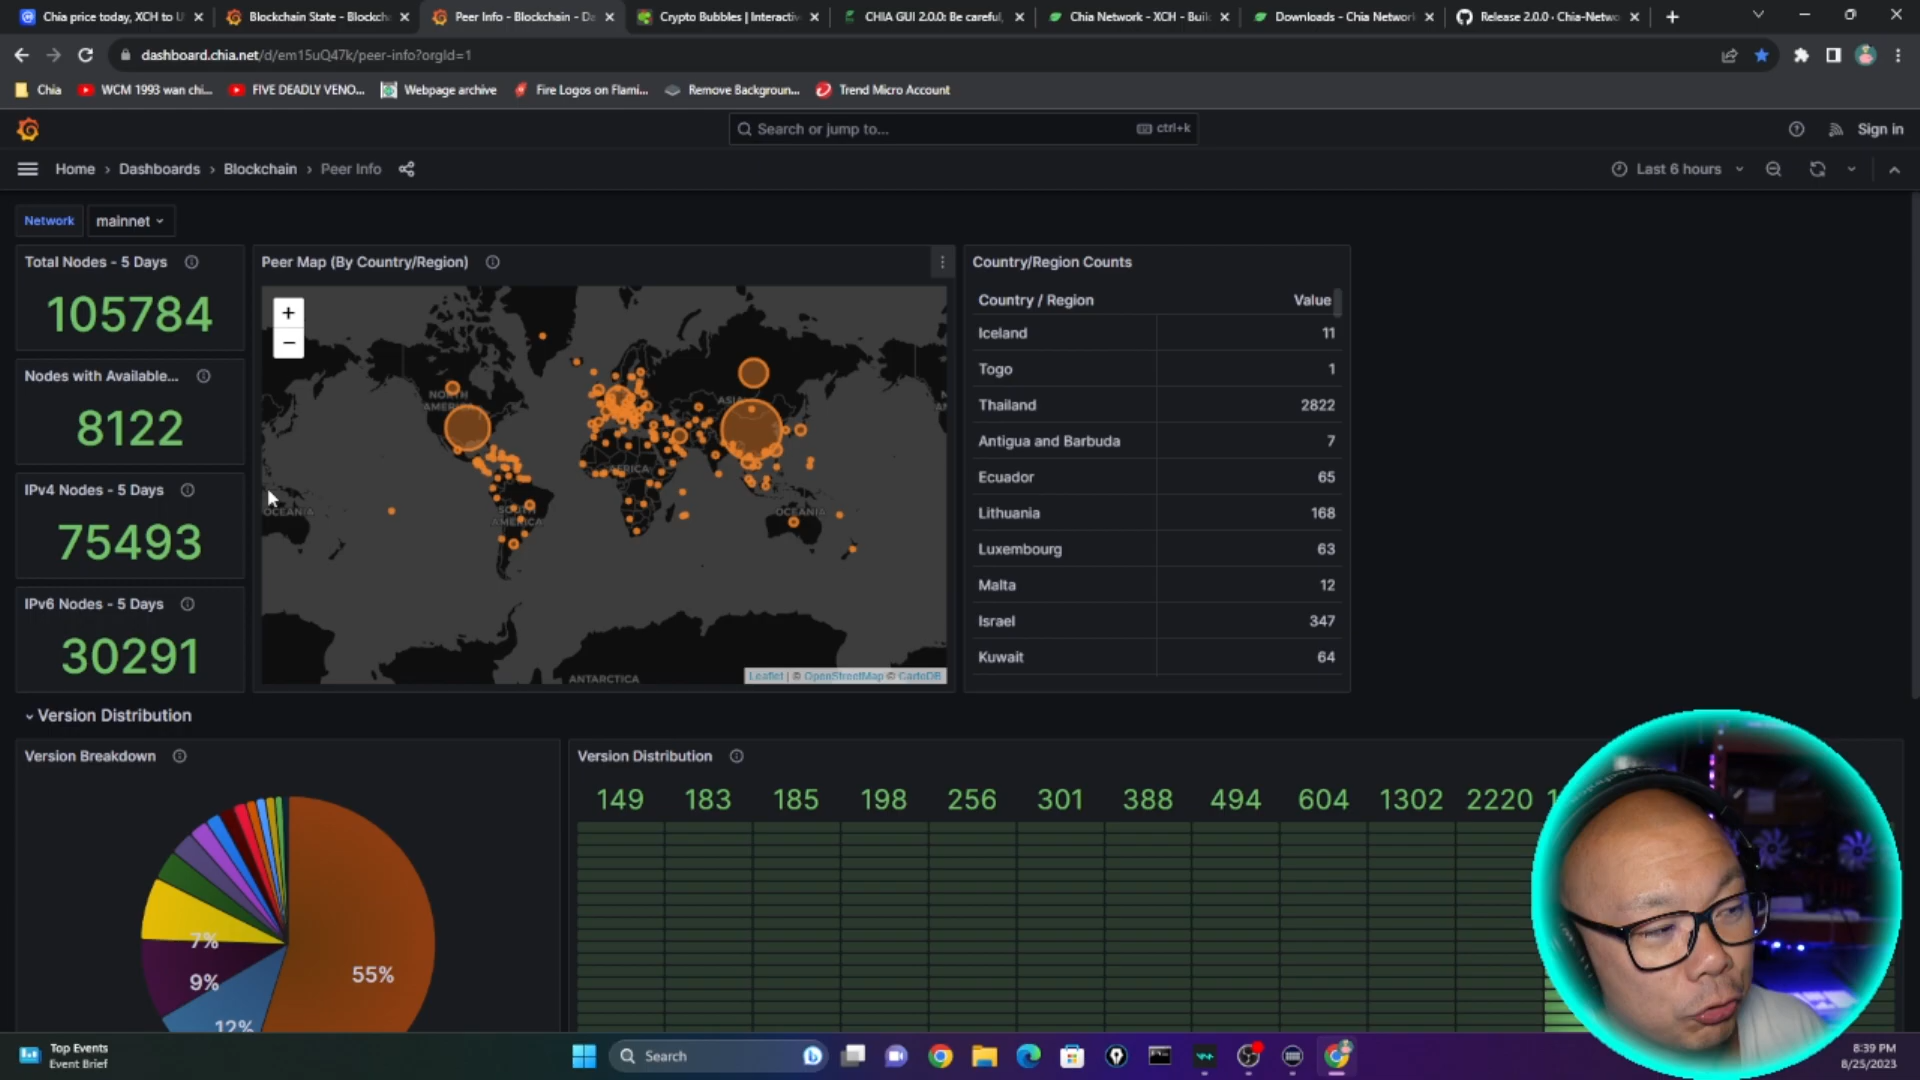 Chia price today, XCH to U
Blockchain State - Blockch
Peer Info - Blockchain - Da
Crypto Bubbles | Interactiv
CHIA GUI 2.0.0: Be careful,
Chia Network - XCH - Buil
Downloads - Chia Network
Release 2.0.0 · Chia-Netwo
dashboard.chia.net/d/em15uQ47k/peer-info?orgId=1
Chia
WCM 1993 wan chi...
FIVE DEADLY VENO...
Webpage archive
Fire Logos on Flami...
Remove Backgroun...
Trend Micro Account
Search or jump to...
ctrl+k
Sign in
Home › Dashboards › Blockchain › Peer Info
Last 6 hours
Network
mainnet
Total Nodes - 5 Days
105784
Nodes with Available...
8122
IPv4 Nodes - 5 Days
75493
IPv6 Nodes - 5 Days
30291
Peer Map (By Country/Region)
+
−
NORTH
AMERICA
ASIA
AFRICA
SOUTH
AMERICA
OCEANIA
OCEANIA
ANTARCTICA
Leaflet | © OpenStreetMap © CartoDB
Country/Region Counts
Country / Region Value
Iceland 11
Togo 1
Thailand 2822
Antigua and Barbuda 7
Ecuador 65
Lithuania 168
Luxembourg 63
Malta 12
Israel 347
Kuwait 64
Version Distribution
Version Breakdown
7%
9%
12%
55%
Version Distribution
149 183 185 198 256 301 388 494 604 1302 2220
Top Events
Event Brief
Search
8:39 PM
8/25/2023